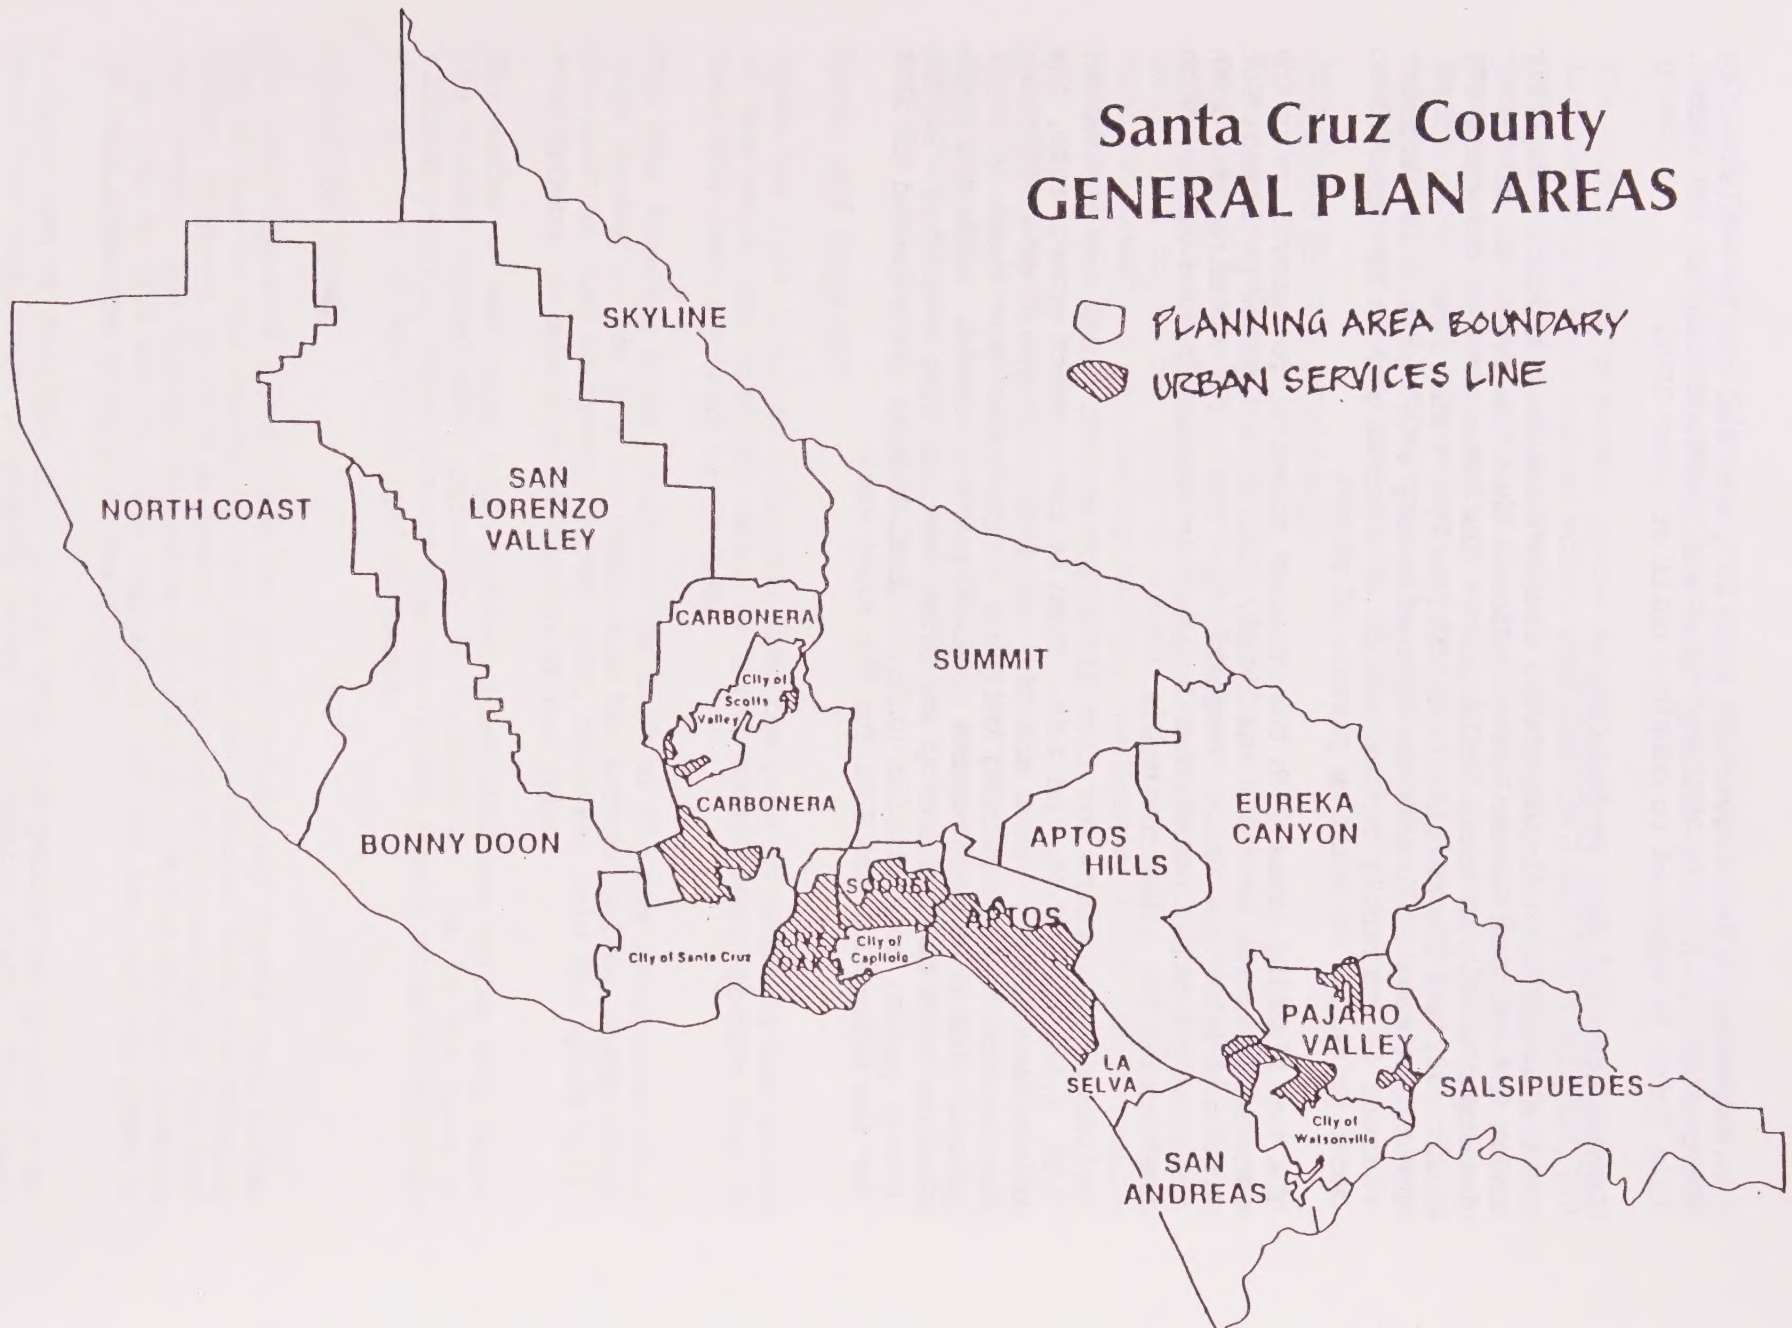 Santa Cruz County
GENERAL PLAN AREAS
PLANNING AREA BOUNDARY
URBAN SERVICES LINE
SKYLINE
NORTH COAST
SAN
LORENZO
VALLEY
CARBONERA
City of
Scotts
Valley
SUMMIT
CARBONERA
BONNY DOON
EUREKA
CANYON
APTOS
HILLS
SOQUEL
APTOS
LIVE
OAK
City of
Capitola
City of Santa Cruz
PAJARO
VALLEY
LA
SELVA
SALSIPUEDES
City of
Watsonville
SAN
ANDREAS